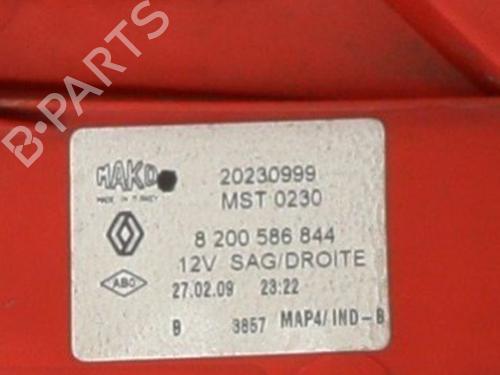 B-PARTS
MAKO 20230999
MADE IN TURKEY MST 0230
8 200 586 844
ABO 12V SAG/DROITE
27.02.09 23:22
B 3857 MAP4/IND-B